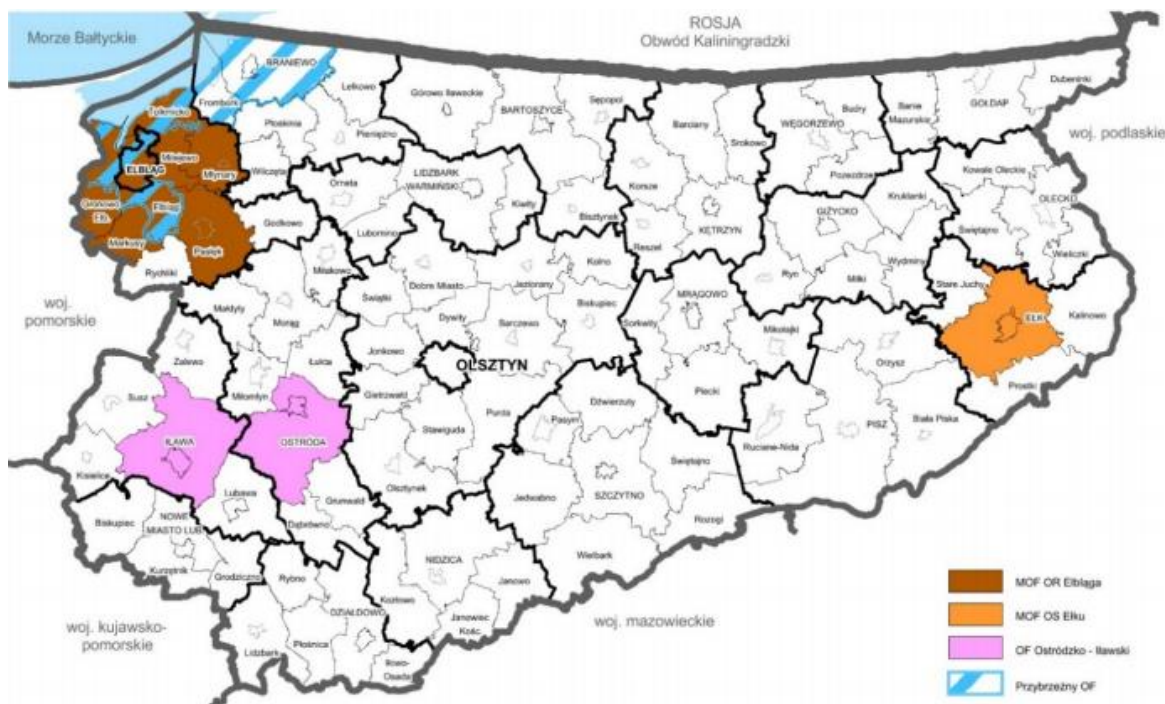 Morze Bałtyckie
ROSJA
Obwód Kaliningradzki
woj. podlaskie
woj.
pomorskie
woj. kujawsko-
pomorskie
woj. mazowieckie
BRANIEWO
Frombork
Lelkowo
Płoskinia
Pieniężno
Wilczęta
Tolkmicko
Milejewo
ELBLĄG
Młynary
Gronowo
Elb.
Elbląg
Markusy
Pasłęk
Rychliki
Godkowo
Górowo Iławeckie
BARTOSZYCE
Sępopol
Bisztynek
Orneta
LIDZBARK
WARMIŃSKI
Kiwity
Lubomino
Barciany
Srokowo
Korsze
Reszel
KĘTRZYN
WĘGORZEWO
Budry
Pozezdrze
Banie
Mazurskie
GOŁDAP
Dubeninki
Kowale Oleckie
OLECKO
Świętajno
Wieliczki
GIŻYCKO
Kruklanki
Wydminy
Ryn
Miłki
Stare Juchy
EŁK
Kalinowo
Prostki
Miłakowo
Małdyty
Morąg
Łukta
Miłomłyn
OSTRÓDA
Grunwald
Dąbrówno
Zalewo
Susz
IŁAWA
Kisielice
Lubawa
Świątki
Dobre Miasto
Jeziorany
Kolno
Biskupiec
Dywity
Barczewo
Jonkowo
OLSZTYN
Gietrzwałd
Stawiguda
Purda
Olsztynek
MRĄGOWO
Sorkwity
Mikołajki
Piecki
Orzysz
PISZ
Biała Piska
Ruciane-Nida
Dźwierzuty
Pasym
Świętajno
SZCZYTNO
Jedwabno
Rozogi
Wielbark
NIDZICA
Janowo
Kozłowo
Janowiec
Kośc.
Biskupiec
NOWE
MIASTO LUB.
Kurzętnik
Grodziczno
Rybno
DZIAŁDOWO
Płośnica
Lidzbark
Iłowo-
Osada
MOF OR Elbląga
MOF OS Ełku
OF Ostródzko - Iławski
Przybrzeżny OF